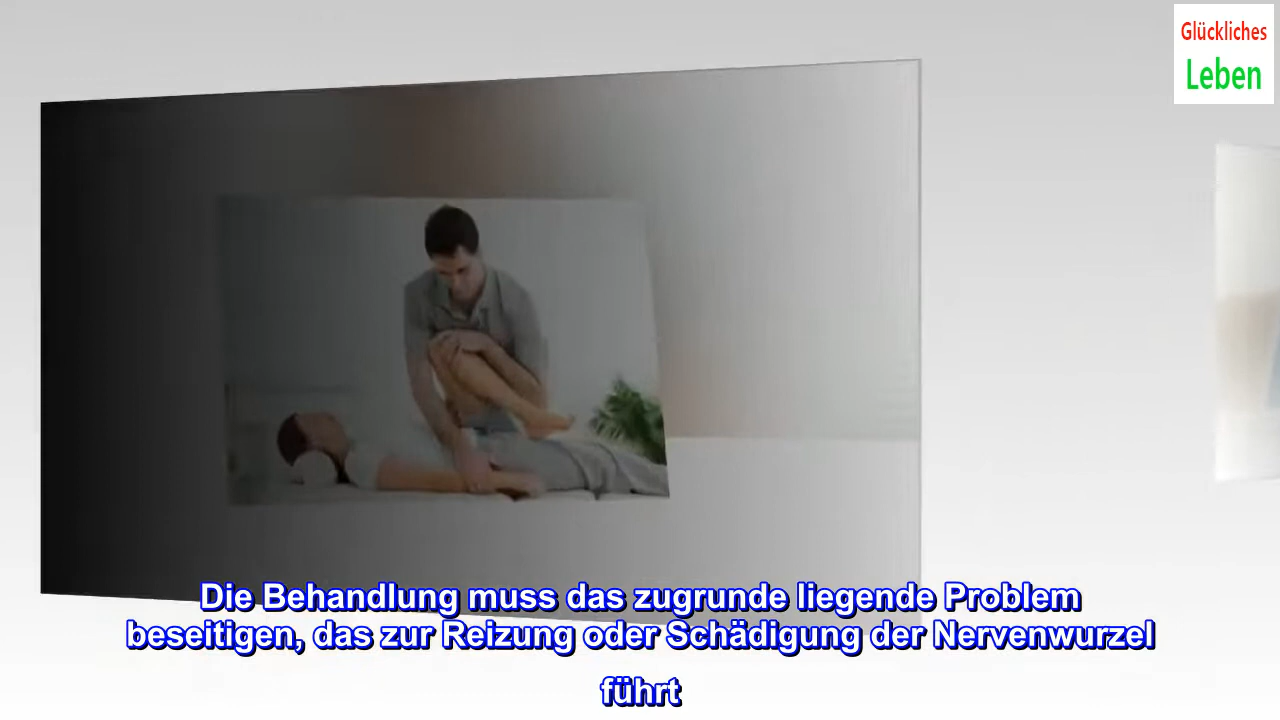 Glückliches
Leben
Die Behandlung muss das zugrunde liegende Problem
beseitigen, das zur Reizung oder Schädigung der Nervenwurzel
führt